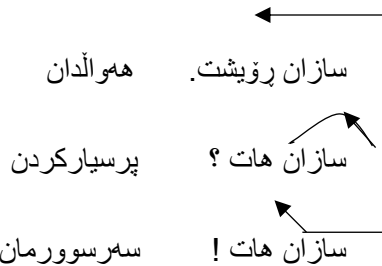 سازان ڕۆیشت. هەواڵدان
سازان هات ؟ پرسیارکردن
سازان هات ! سەرسوورمان